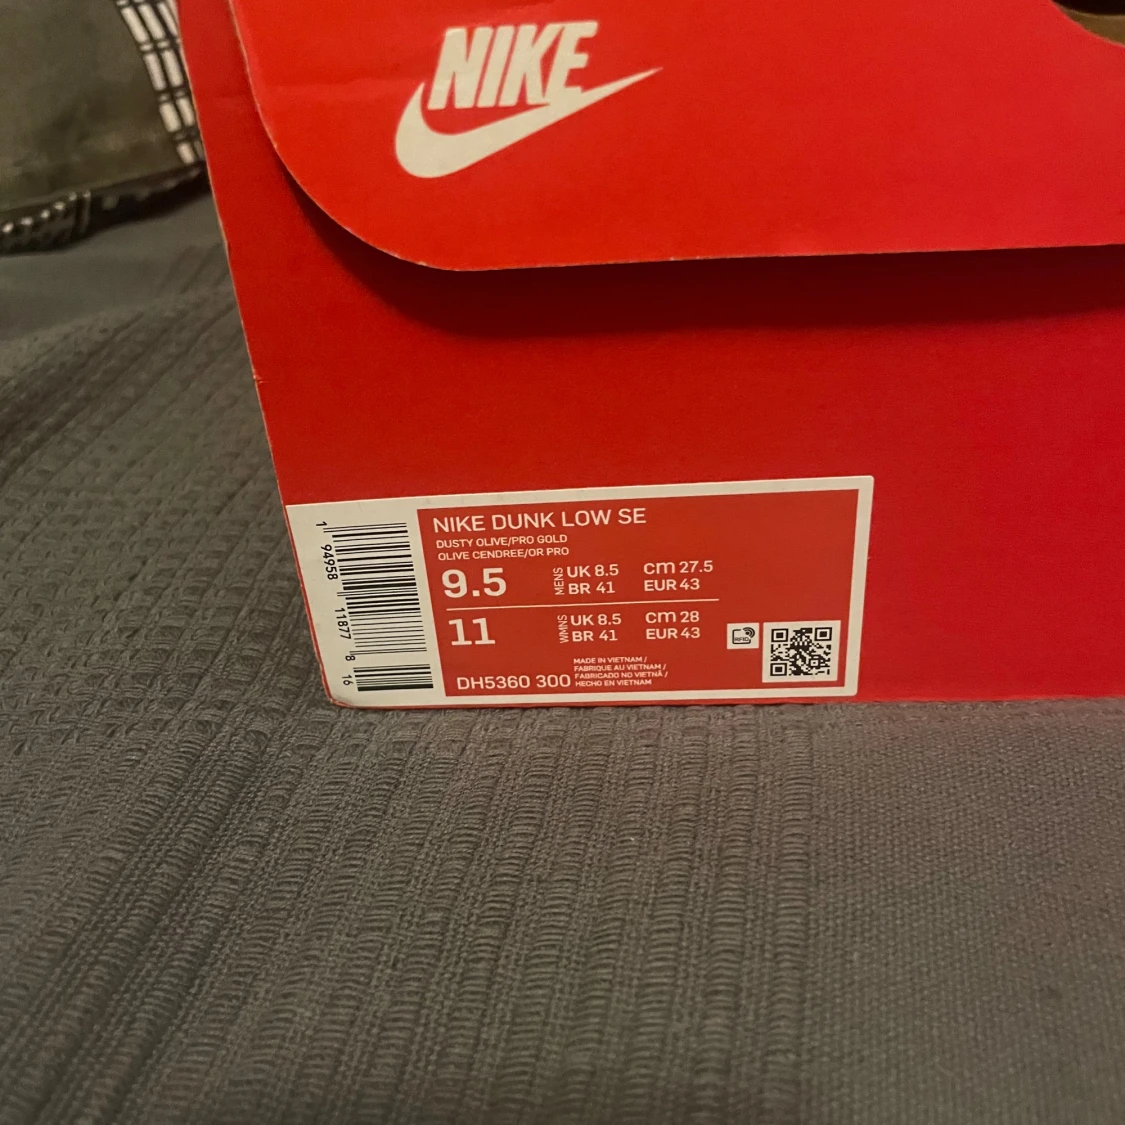 NIKE
NIKE DUNK LOW SE
DUSTY OLIVE/PRO GOLD
OLIVE CENDREE/OR PRO
9.5 MENS UK 8.5 cm 27.5
BR 41 EUR 43
11 WMNS UK 8.5 cm 28
BR 41 EUR 43
RFID
MADE IN VIETNAM /
FABRIQUE AU VIETNAM /
FABRICADO NO VIETNÃ /
DH5360 300 HECHO EN VIETNAM
1 94958 11877 8 16